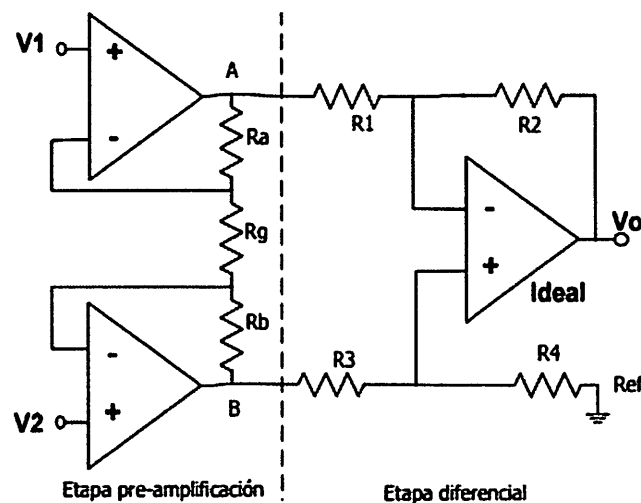 V1
+
-
A
Ra
Rg
Rb
B
-
+
V2
R1
R2
-
+
Ideal
Vo
R3
R4
Ref
Etapa pre-amplificación
Etapa diferencial